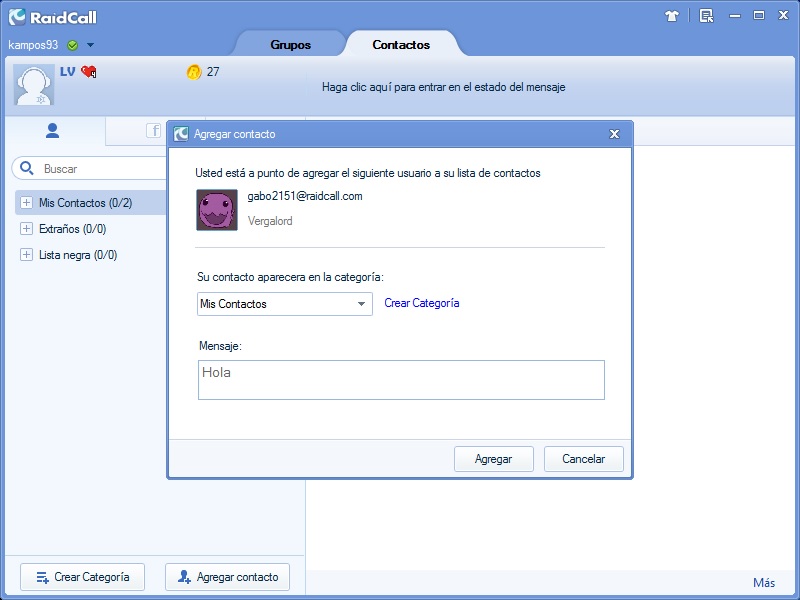 RaidCall
kampos93
Grupos
Contactos
LV
27
Haga clic aquí para entrar en el estado del mensaje
f
Buscar
Mis Contactos (0/2)
Extraños (0/0)
Lista negra (0/0)
Agregar contacto
Usted está a punto de agregar el siguiente usuario a su lista de contactos
gabo2151@raidcall.com
Vergalord
Su contacto aparecera en la categoría:
Mis Contactos
Crear Categoría
Mensaje:
Hola
Agregar
Cancelar
Crear Categoría
Agregar contacto
Más